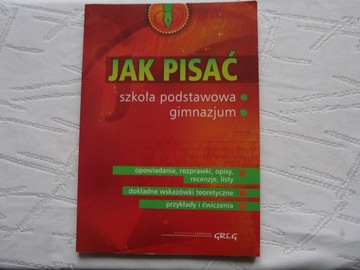 JAK PISAĆ
szkoła podstawowa
gimnazjum
opowiadania, rozprawki, opisy,
recenzje, listy
dokładne wskazówki teoretyczne
przykłady i ćwiczenia
GREG